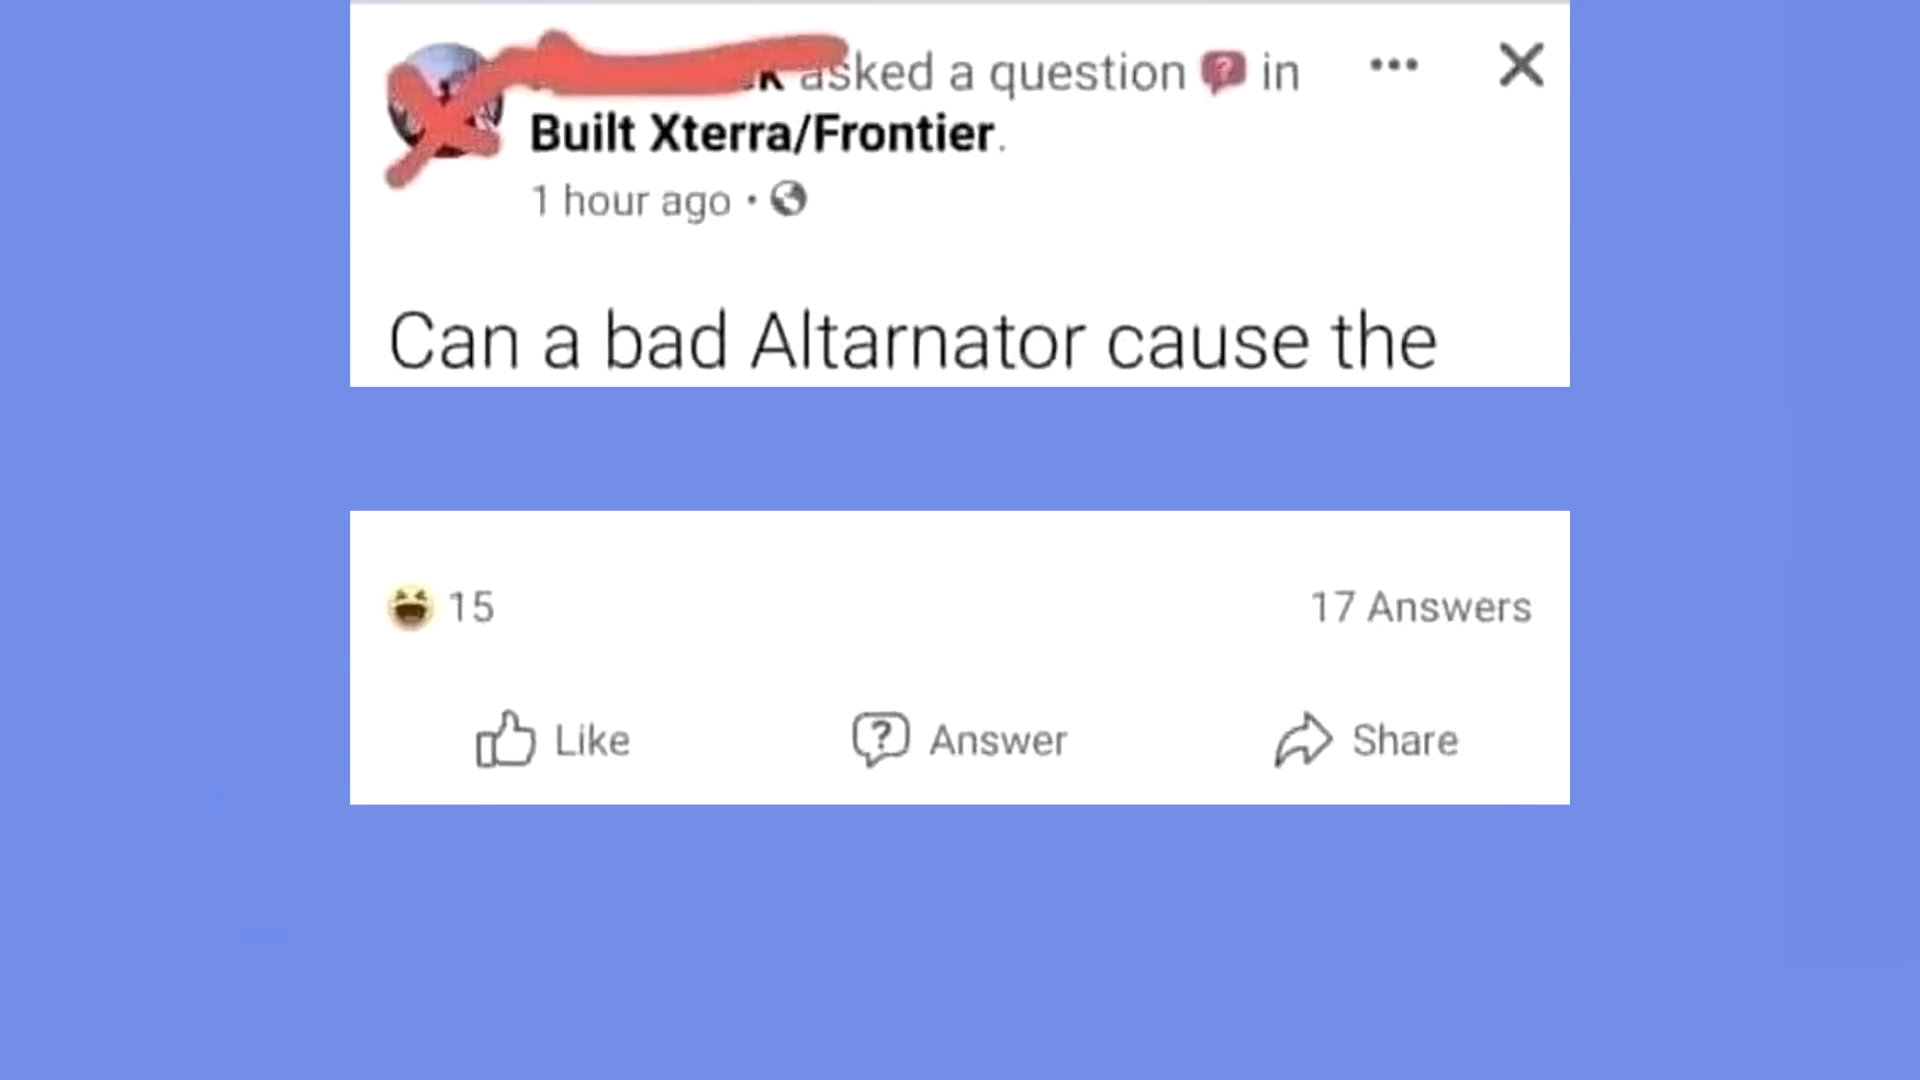 asked a question in
Built Xterra/Frontier.
1 hour ago ·
Can a bad Altarnator cause the
15 17 Answers
Like Answer Share